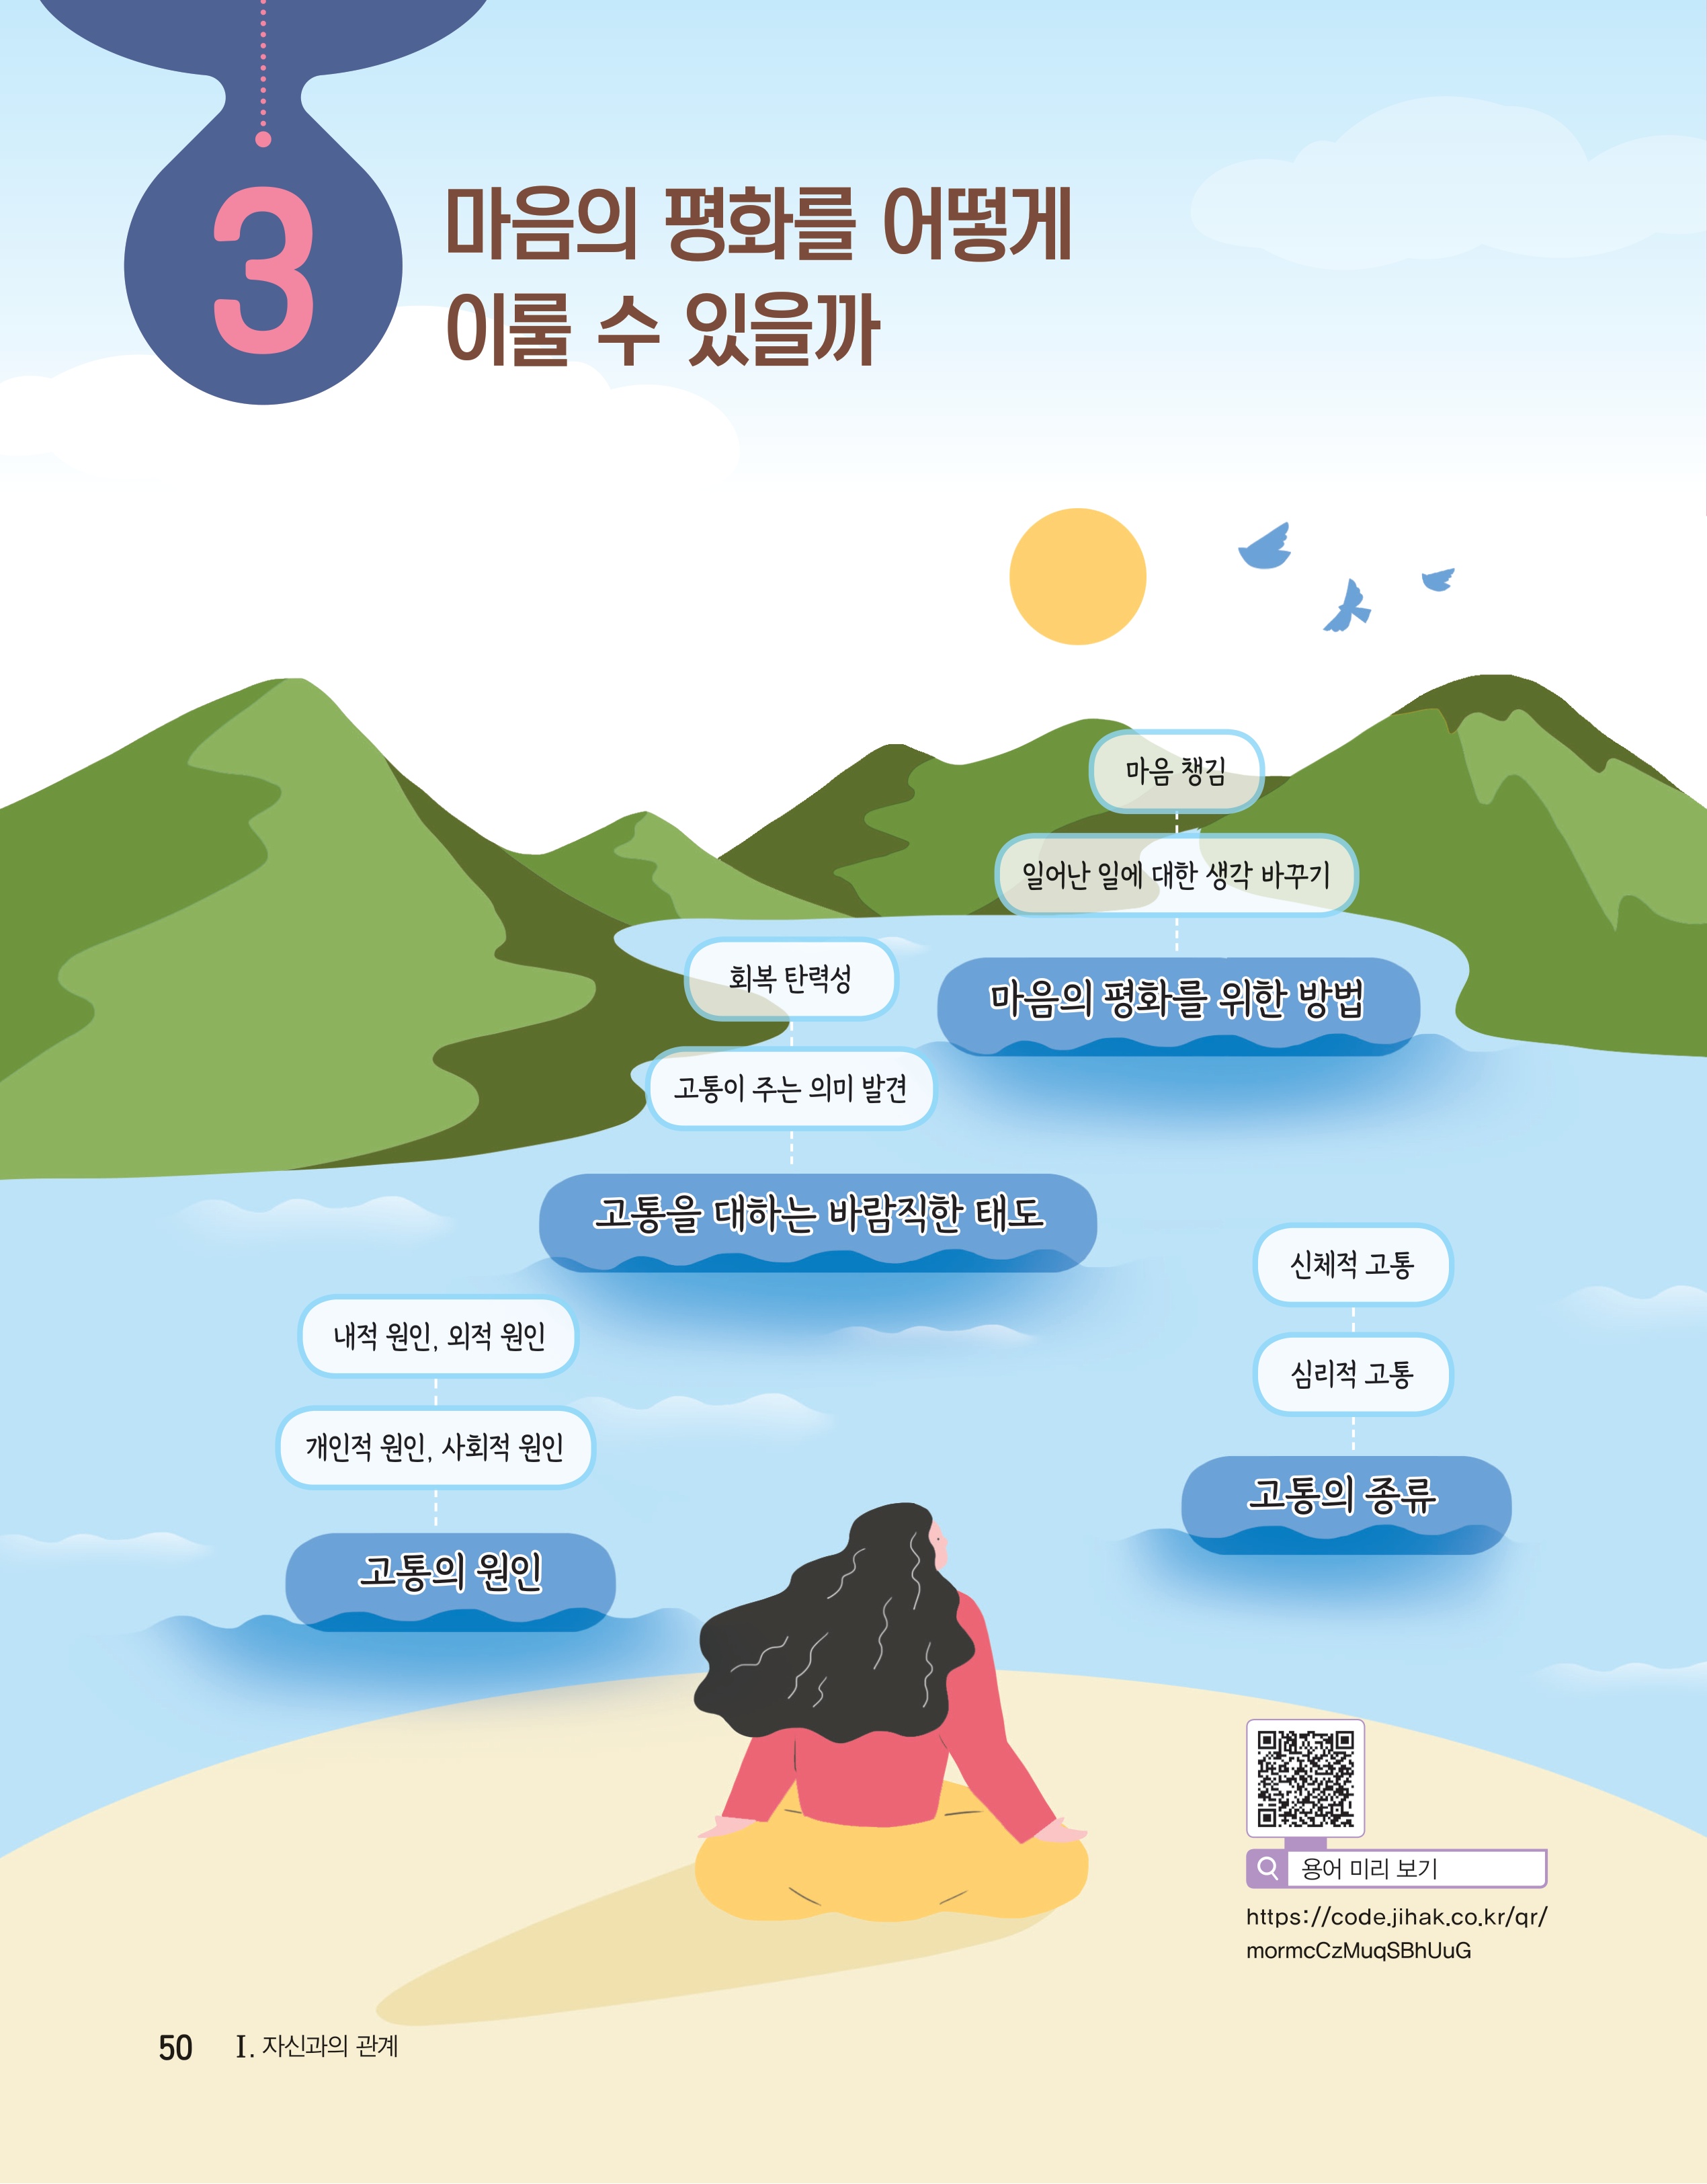 3
마음의 평화를 어떻게
이룰 수 있을까
마음 챙김
일어난 일에 대한 생각 바꾸기
마음의 평화를 위한 방법
회복 탄력성
고통이 주는 의미 발견
고통을 대하는 바람직한 태도
신체적 고통
심리적 고통
고통의 종류
내적 원인, 외적 원인
개인적 원인, 사회적 원인
고통의 원인
용어 미리 보기
https://code.jihak.co.kr/qr/
mormcCzMuqSBhUuG
50 I. 자신과의 관계